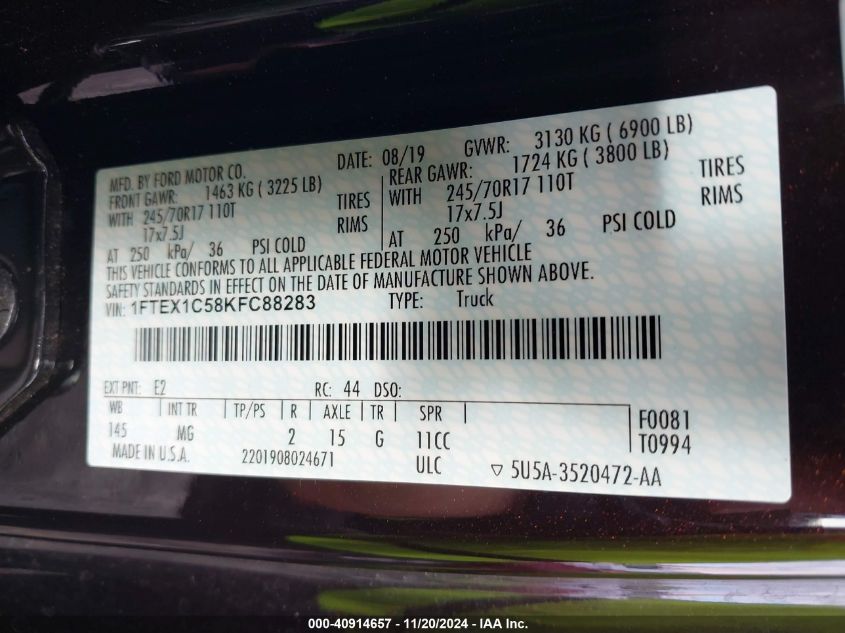 MFD. BY FORD MOTOR CO. DATE: 08/19 GVWR: 3130 KG ( 6900 LB)
FRONT GAWR: 1463 KG ( 3225 LB) REAR GAWR: 1724 KG ( 3800 LB)
WITH 245/70R17 110T TIRES WITH 245/70R17 110T TIRES
17x7.5J RIMS 17x7.5J RIMS
AT 250 kPa/ 36 PSI COLD AT 250 kPa/ 36 PSI COLD
THIS VEHICLE CONFORMS TO ALL APPLICABLE FEDERAL MOTOR VEHICLE
SAFETY STANDARDS IN EFFECT ON THE DATE OF MANUFACTURE SHOWN ABOVE.
VIN: 1FTEX1C58KFC88283 TYPE: Truck
EXT PNT: E2 RC: 44 DSO:
WB INT TR TP/PS R AXLE TR SPR F0081
145 MG 2 15 G 11CC T0994
MADE IN U.S.A. 2201908024671 ULC ▽ 5U5A-3520472-AA
000-40914657 - 11/20/2024 - IAA Inc.